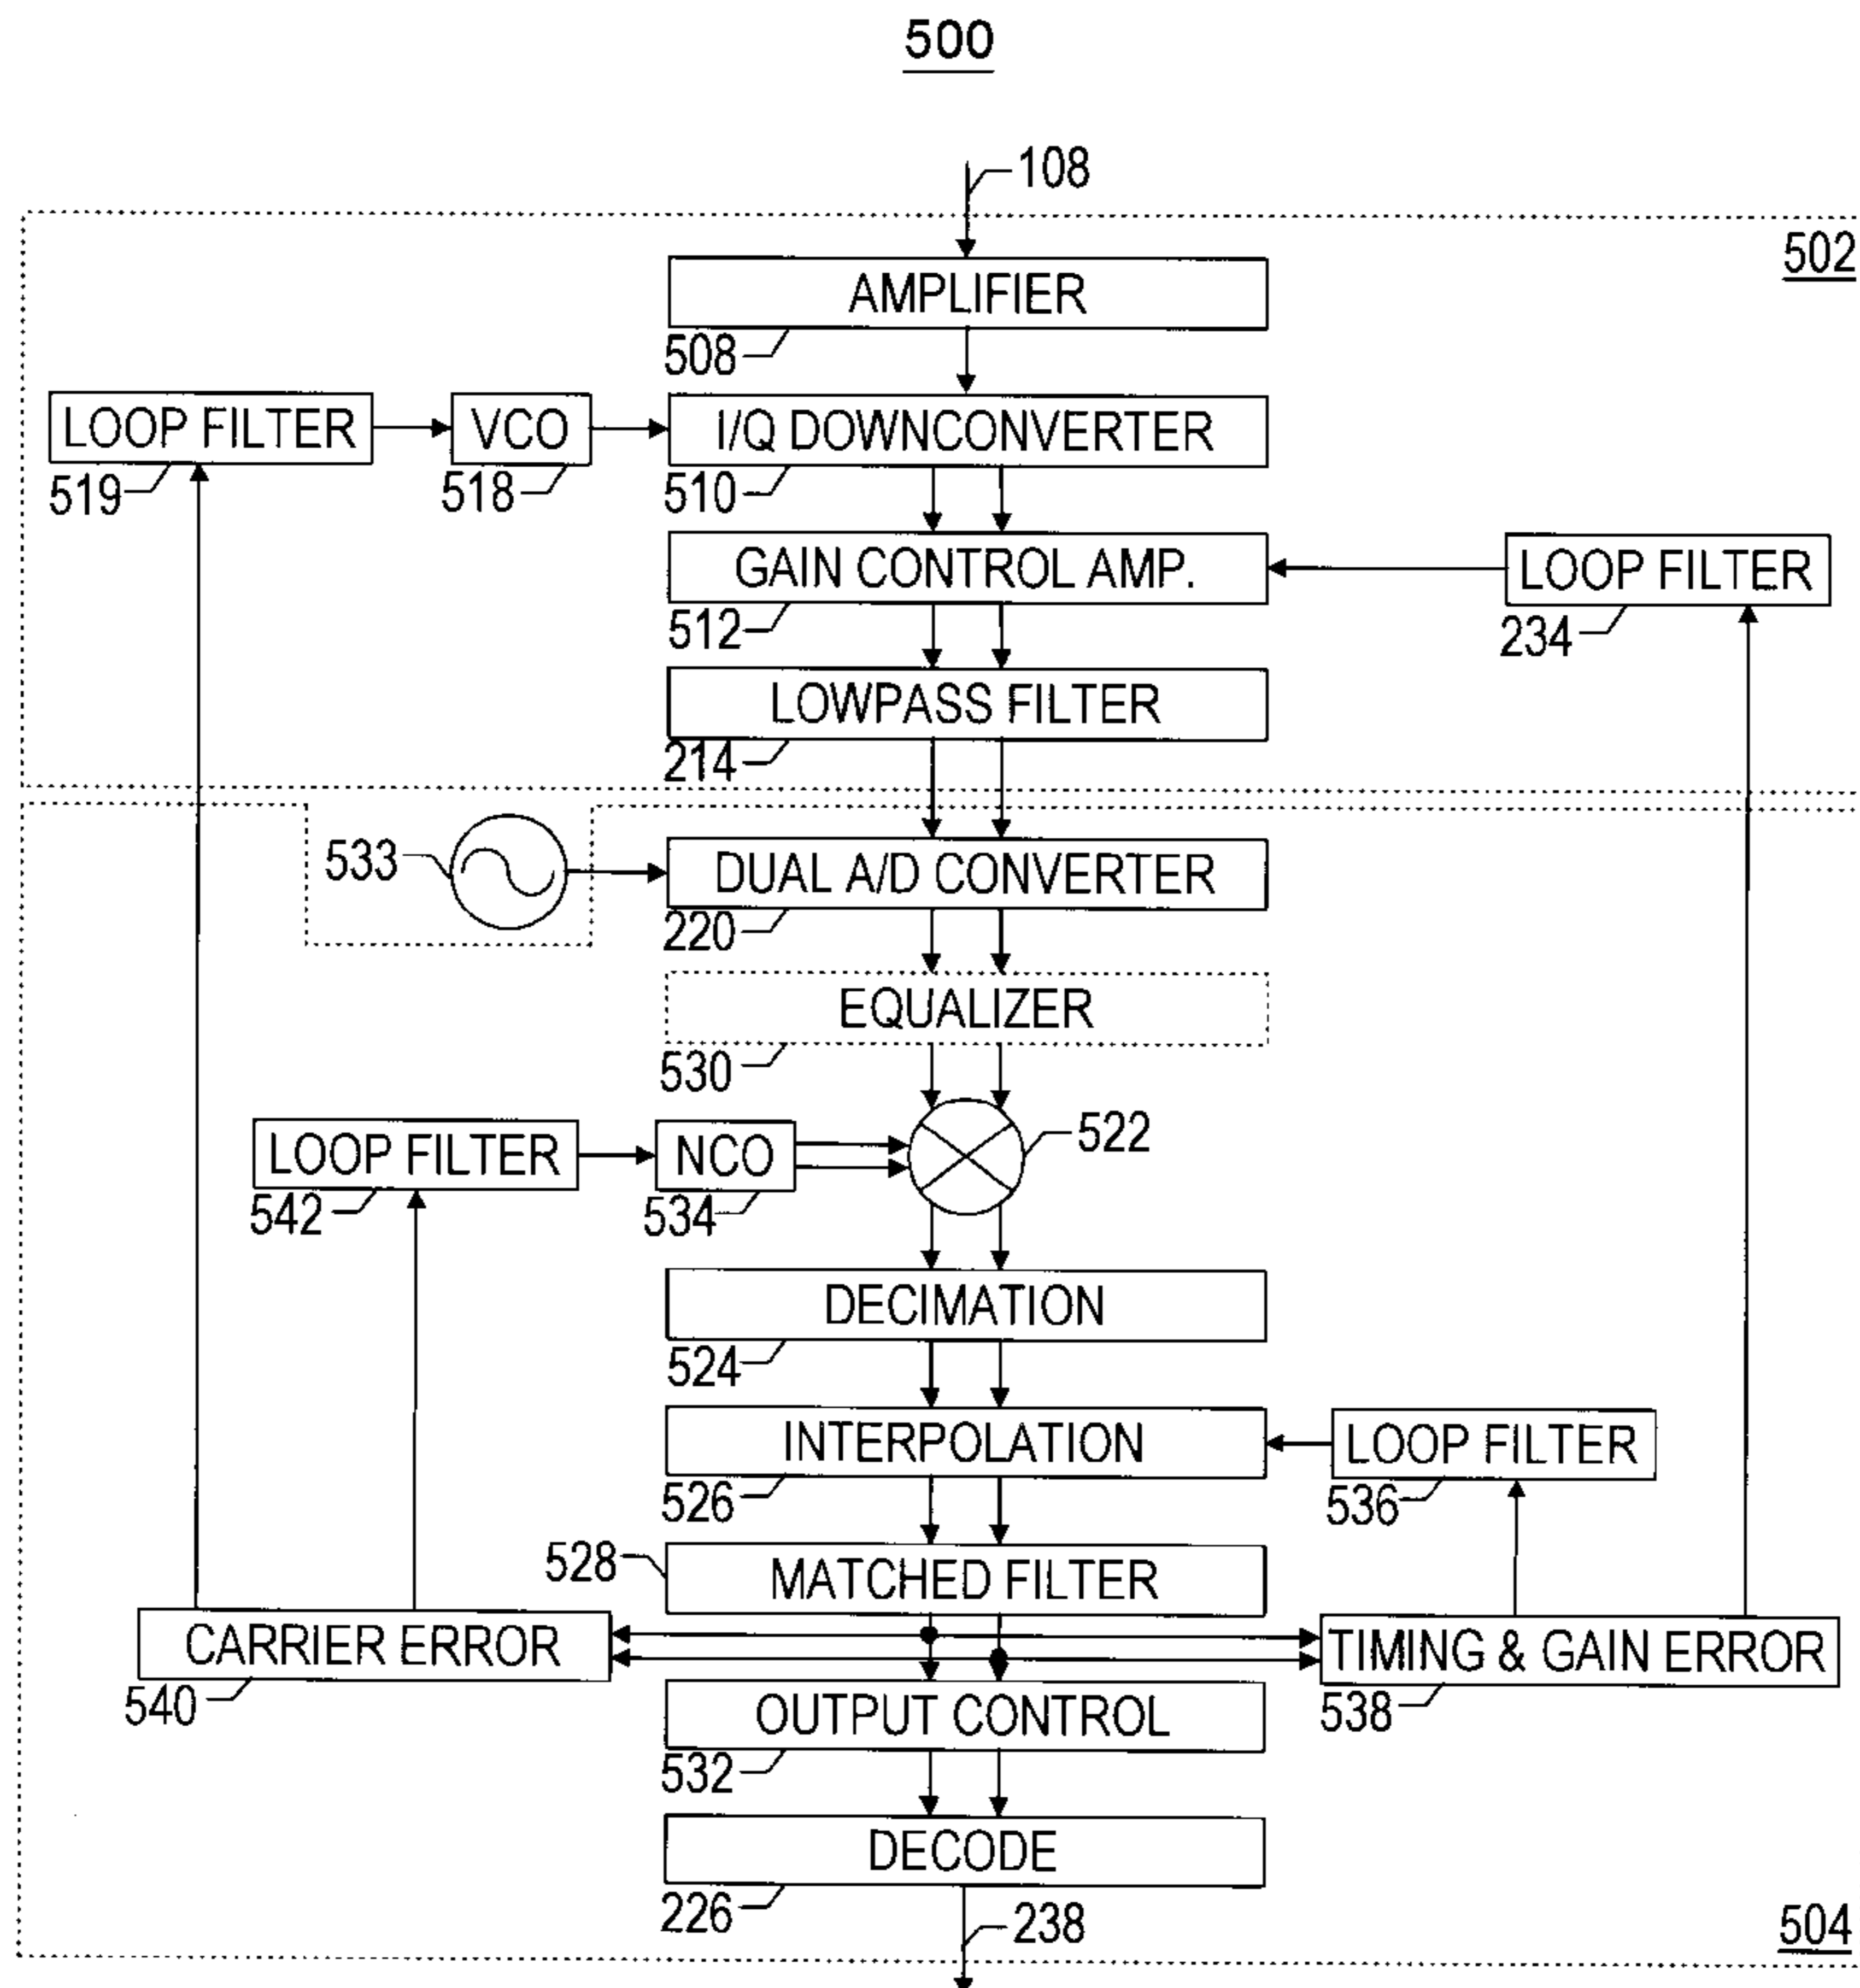 500
108
502
AMPLIFIER
508
LOOP FILTER
519
VCO
518
I/Q DOWNCONVERTER
510
GAIN CONTROL AMP.
512
LOOP FILTER
234
LOWPASS FILTER
214
533
DUAL A/D CONVERTER
220
EQUALIZER
530
LOOP FILTER
542
NCO
534
522
DECIMATION
524
INTERPOLATION
526
LOOP FILTER
536
528
MATCHED FILTER
CARRIER ERROR
540
TIMING & GAIN ERROR
538
OUTPUT CONTROL
532
DECODE
226
238
504